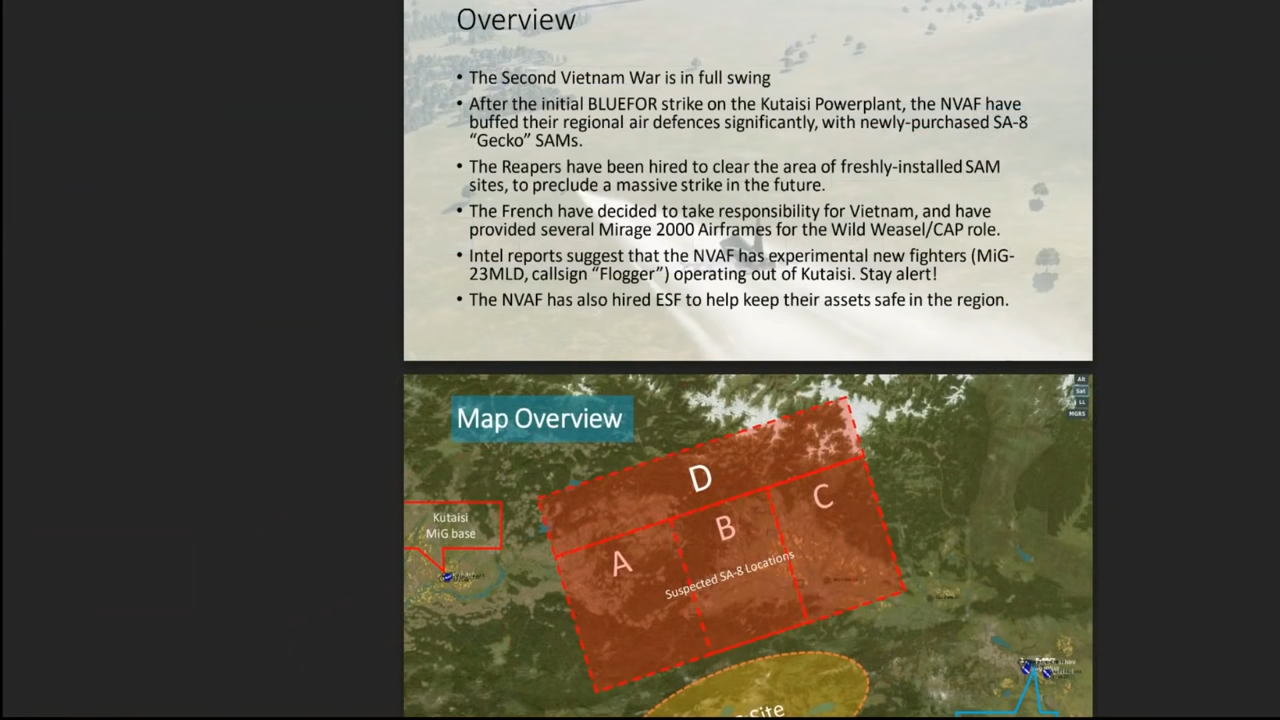 Overview
• The Second Vietnam War is in full swing
• After the initial BLUEFOR strike on the Kutaisi Powerplant, the NVAF have
buffed their regional air defences significantly, with newly-purchased SA-8
“Gecko” SAMs.
• The Reapers have been hired to clear the area of freshly-installed SAM
sites, to preclude a massive strike in the future.
• The French have decided to take responsibility for Vietnam, and have
provided several Mirage 2000 Airframes for the Wild Weasel/CAP role.
• Intel reports suggest that the NVAF has experimental new fighters (MiG-
23MLD, callsign “Flogger”) operating out of Kutaisi. Stay alert!
• The NVAF has also hired ESF to help keep their assets safe in the region.
Map Overview
Alt
Sat
LL
MGRS
D
C
B
A
Kutaisi
MiG base
Suspected SA-8 Locations
Site